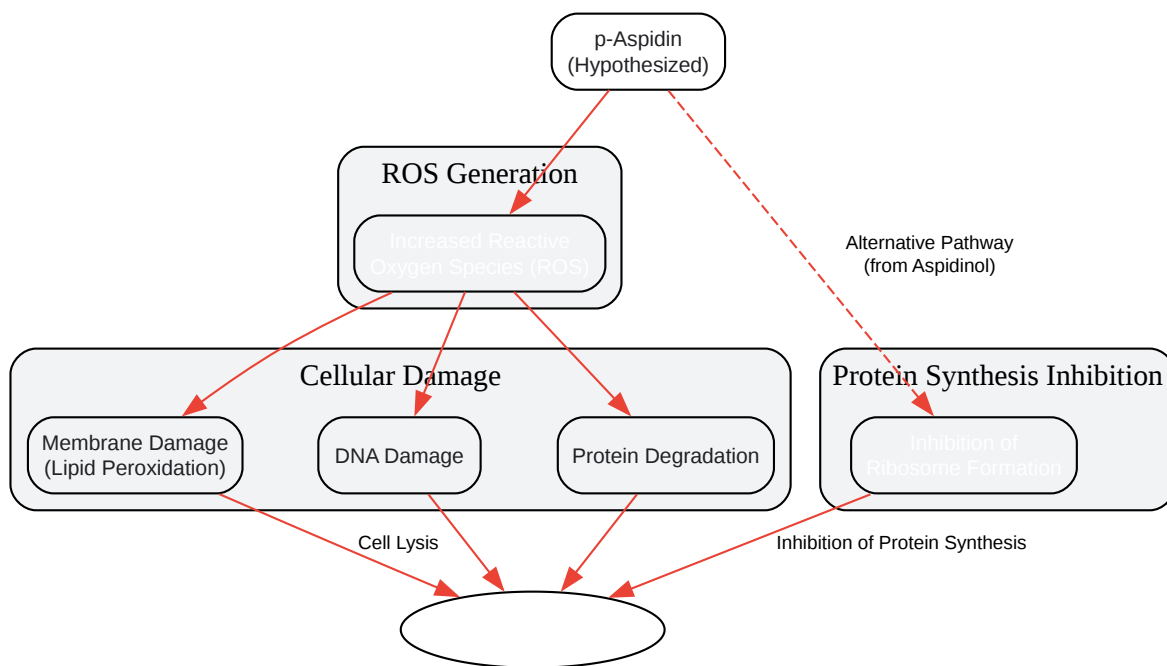 p-Aspidin
(Hypothesized)
ROS Generation
Increased Reactive
Oxygen Species (ROS)
Alternative Pathway
(from Aspidinol)
Cellular Damage
Protein Synthesis Inhibition
Membrane Damage
(Lipid Peroxidation)
DNA Damage
Protein Degradation
Inhibition of
Ribosome Formation
Cell Lysis
Inhibition of Protein Synthesis